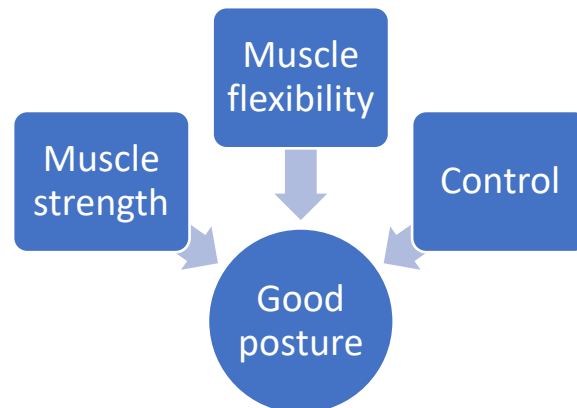 Muscle
flexibility
Muscle
strength
Control
Good
posture